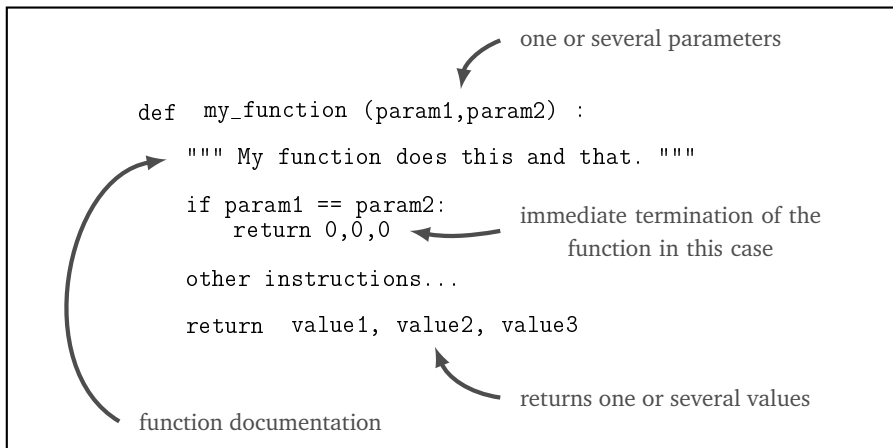 one or several parameters
def my_function (param1,param2) :
""" My function does this and that. """
if param1 == param2:
return 0,0,0
immediate termination of the
function in this case
other instructions...
return value1, value2, value3
returns one or several values
function documentation